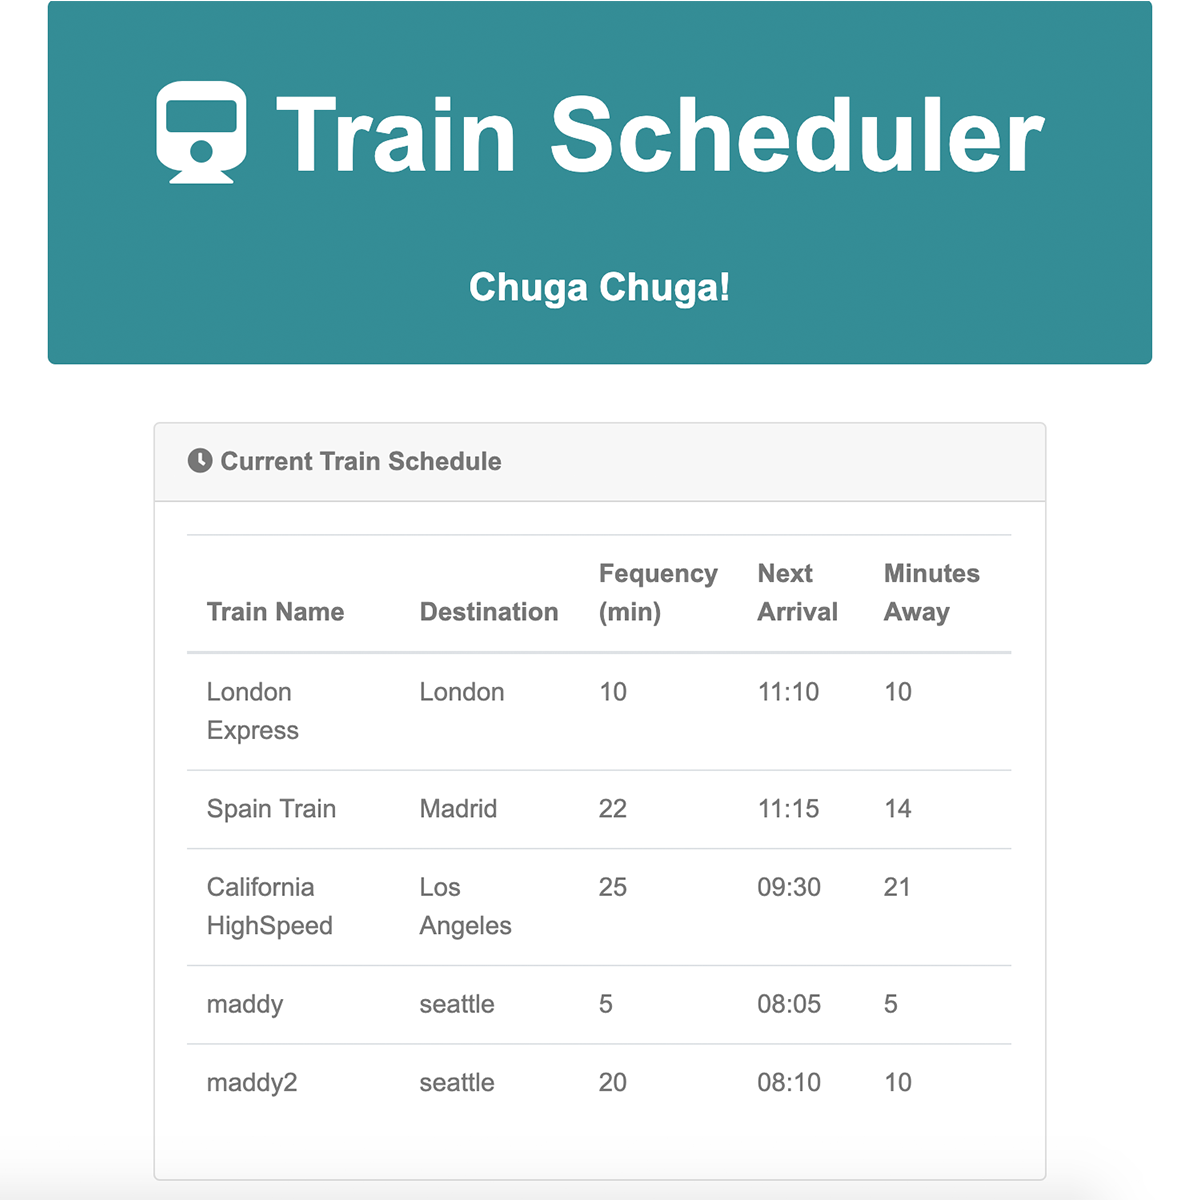 Train Scheduler
Chuga Chuga!
Current Train Schedule
Train Name Destination Fequency (min) Next Arrival Minutes Away
London Express London 10 11:10 10
Spain Train Madrid 22 11:15 14
California HighSpeed Los Angeles 25 09:30 21
maddy seattle 5 08:05 5
maddy2 seattle 20 08:10 10